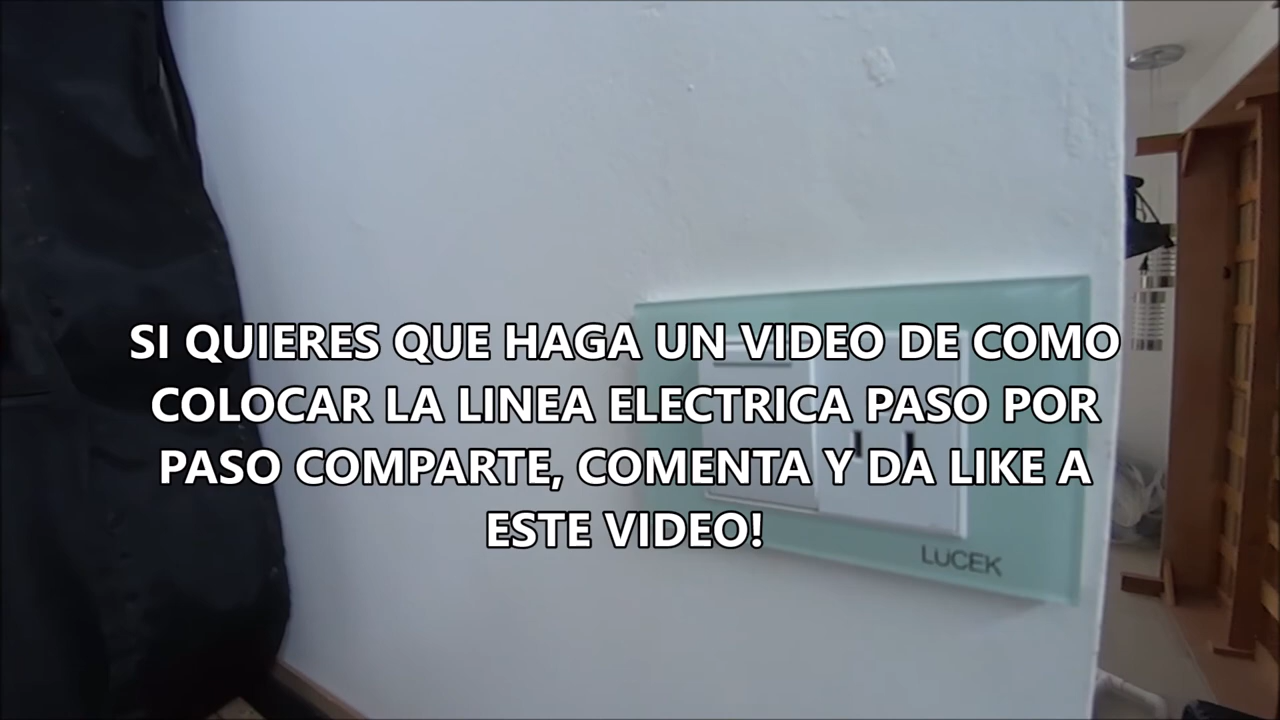 SI QUIERES QUE HAGA UN VIDEO DE COMO
COLOCAR LA LINEA ELECTRICA PASO POR
PASO COMPARTE, COMENTA Y DA LIKE A
ESTE VIDEO!
LUCEK